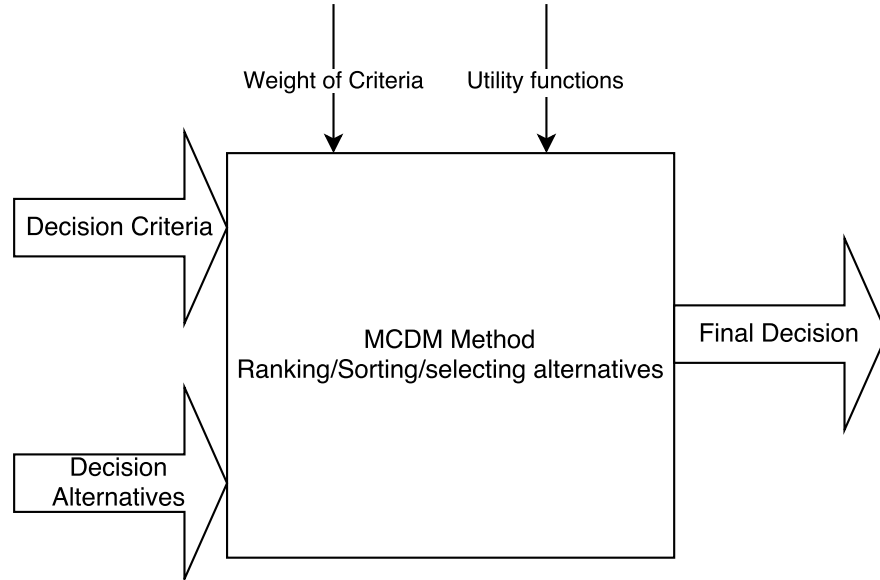 Weight of Criteria
Utility functions
Decision Criteria
MCDM Method
Ranking/Sorting/selecting alternatives
Final Decision
Decision
Alternatives